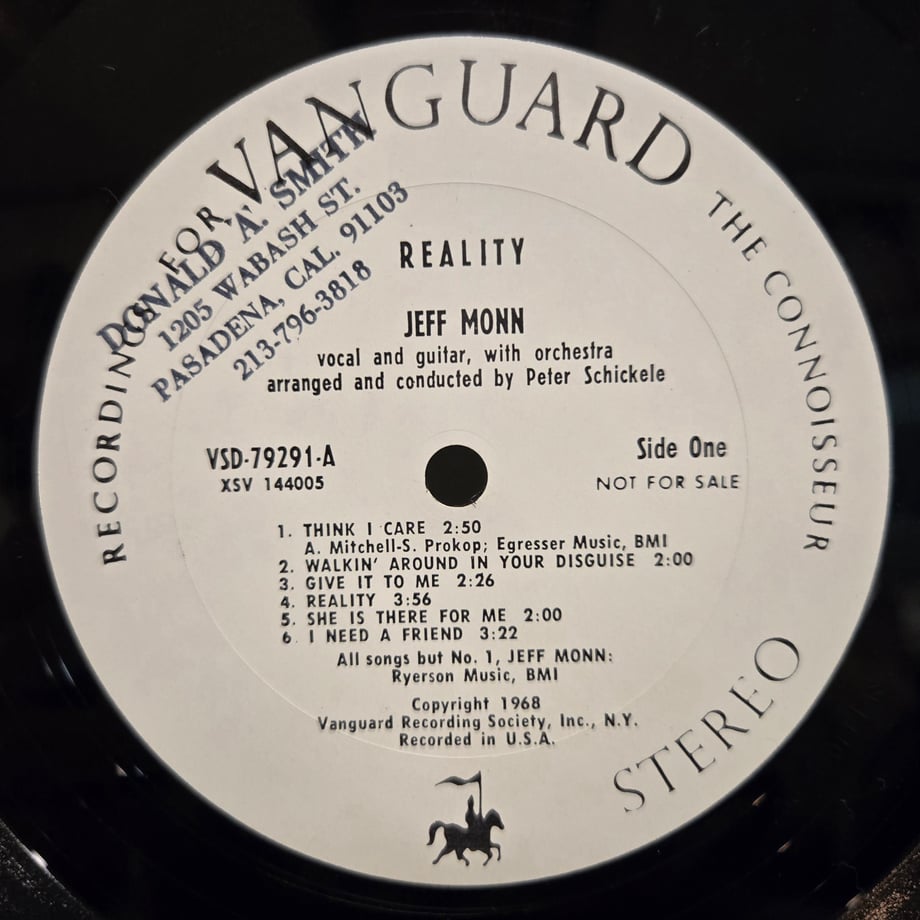 VANGUARD
RECORDINGS FOR THE CONNOISSEUR
DONALD A. SMITH
1205 WABASH ST.
PASADENA, CAL. 91103
213-796-3818
REALITY
JEFF MONN
vocal and guitar, with orchestra
arranged and conducted by Peter Schickele
VSD-79291-A
XSV 144005
Side One
NOT FOR SALE
1. THINK I CARE 2:50
A. Mitchell-S. Prokop; Egresser Music, BMI
2. WALKIN' AROUND IN YOUR DISGUISE 2:00
3. GIVE IT TO ME 2:26
4. REALITY 3:56
5. SHE IS THERE FOR ME 2:00
6. I NEED A FRIEND 3:22
All songs but No. 1, JEFF MONN:
Ryerson Music, BMI
Copyright 1968
Vanguard Recording Society, Inc., N.Y.
Recorded in U.S.A.
STEREO